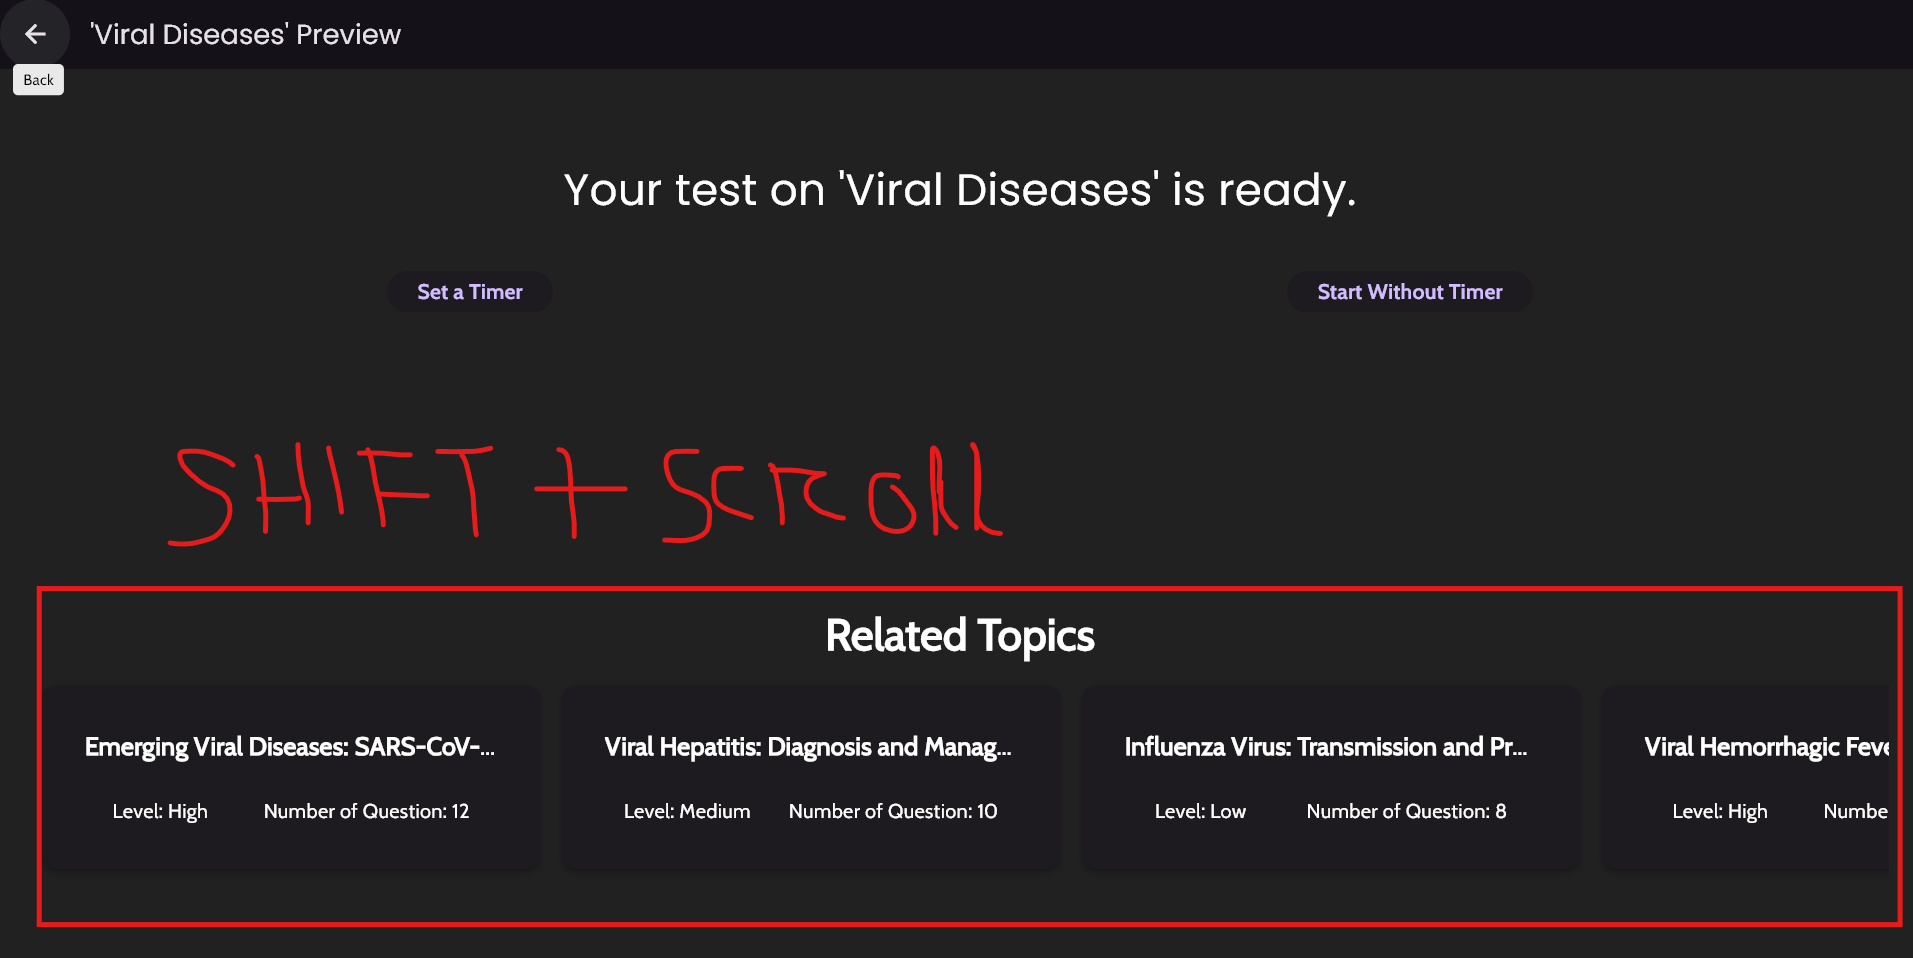 'Viral Diseases' Preview
Back
Your test on 'Viral Diseases' is ready.
Set a Timer
Start Without Timer
SHIFT + SCROll
Related Topics
Emerging Viral Diseases: SARS-CoV-...
Level: High
Number of Question: 12
Viral Hepatitis: Diagnosis and Manag...
Level: Medium
Number of Question: 10
Influenza Virus: Transmission and Pr...
Level: Low
Number of Question: 8
Viral Hemorrhagic Feve
Level: High
Numbe